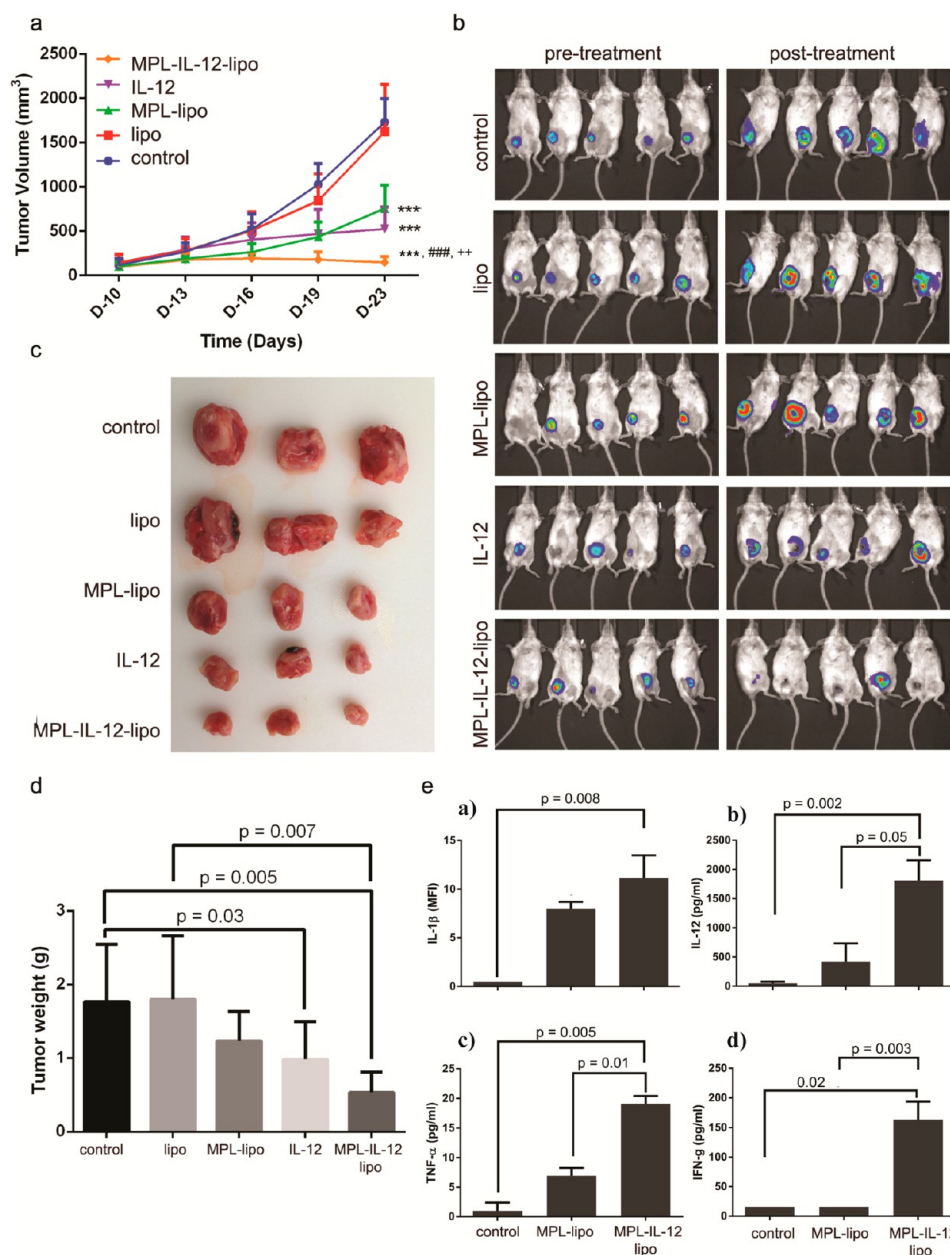 a
2500
2000
1500
1000
500
0
Tumor Volume (mm³)
MPL-IL-12-lipo
IL-12
MPL-lipo
lipo
control
***
***
***, ###, ++
D-10
D-13
D-16
D-19
D-23
Time (Days)
b
pre-treatment
post-treatment
control
lipo
MPL-lipo
IL-12
MPL-IL-12-lipo
c
control
lipo
MPL-lipo
IL-12
MPL-IL-12-lipo
d
p = 0.007
p = 0.005
p = 0.03
3
2
1
0
Tumor weight (g)
control
lipo
MPL-lipo
IL-12
MPL-IL-12
lipo
e
a)
p = 0.008
15
10
5
0
IL-1β (MFI)
b)
p = 0.002
p = 0.05
2000
1500
1000
500
0
IL-12 (pg/ml)
c)
p = 0.005
p = 0.01
25
20
15
10
5
0
TNF-α (pg/ml)
control
MPL-lipo
MPL-IL-12
lipo
d)
p = 0.003
0.02
250
200
150
100
50
0
IFN-g (pg/ml)
control
MPL-lipo
MPL-IL-12
lipo